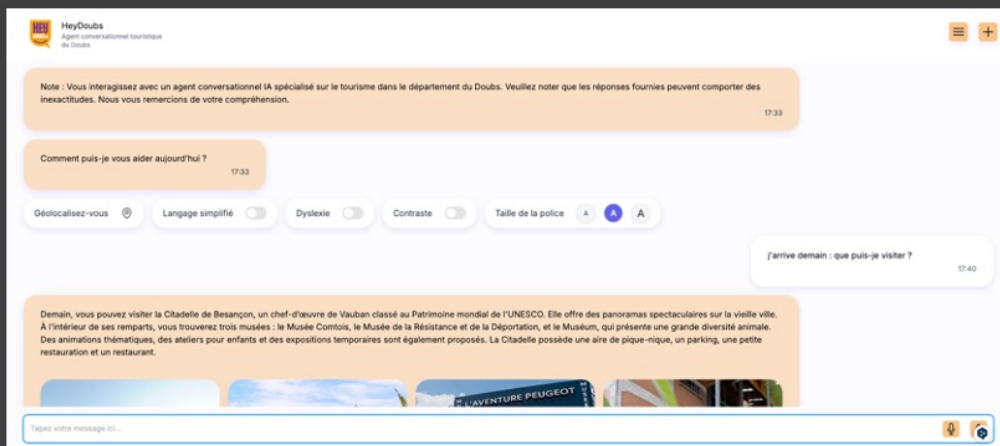 HEY
HeyDoubs
Agent conversationnel touristique
du Doubs
Note : Vous interagissez avec un agent conversationnel IA spécialisé sur le tourisme dans le département du Doubs. Veuillez noter que les réponses fournies peuvent comporter des
inexactitudes. Nous vous remercions de votre compréhension.
17:33
Comment puis-je vous aider aujourd'hui ?
17:33
Géolocalisez-vous
Langage simplifié
Dyslexie
Contraste
Taille de la police
A
A
A
j'arrive demain : que puis-je visiter ?
17:40
Demain, vous pouvez visiter la Citadelle de Besançon, un chef-d'œuvre de Vauban classé au Patrimoine mondial de l'UNESCO. Elle offre des panoramas spectaculaires sur la vieille ville.
À l'intérieur de ses remparts, vous trouverez trois musées : le Musée Comtois, le Musée de la Résistance et de la Déportation, et le Muséum, qui présente une grande diversité animale.
Des animations thématiques, des ateliers pour enfants et des expositions temporaires sont également proposés. La Citadelle possède une aire de pique-nique, un parking, une petite
restauration et un restaurant.
L'AVENTURE PEUGEOT
Tapez votre message ici...